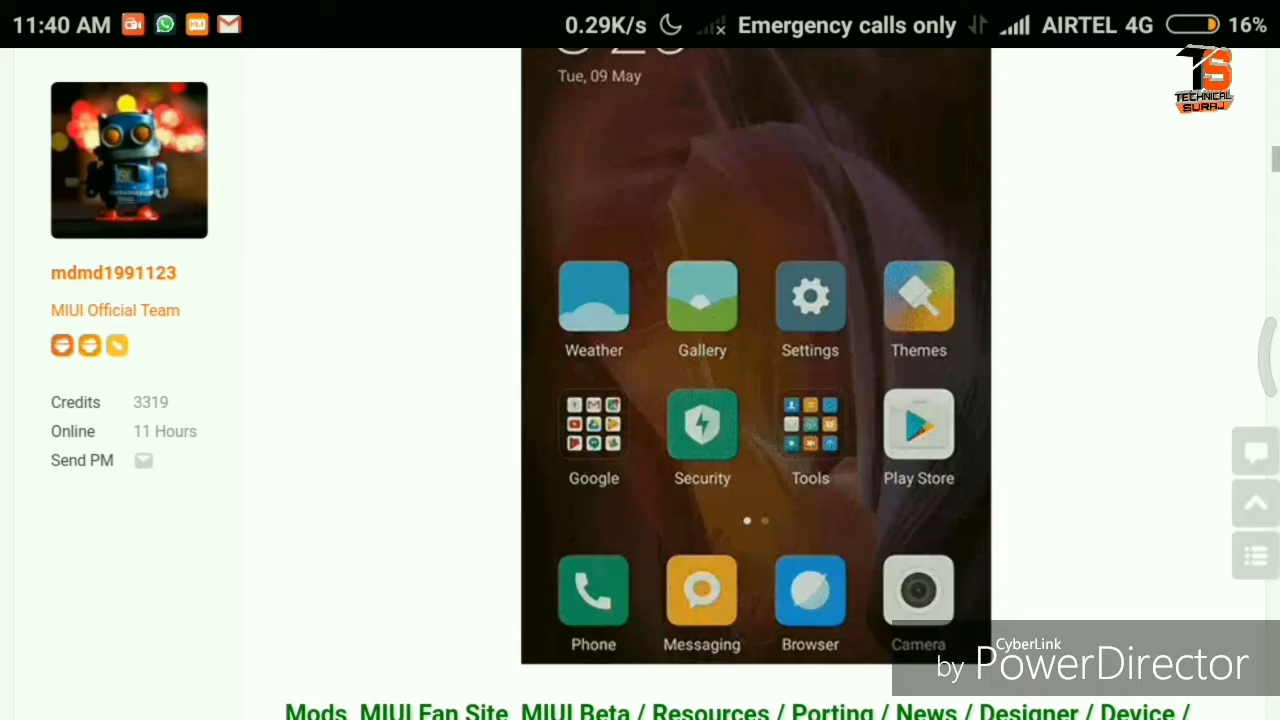 11:40 AM 0.29K/s Emergency calls only AIRTEL 4G 16%
TECHNICAL
SURAJ
Tue, 09 May
mdmd1991123
MIUI Official Team
Credits 3319
Online 11 Hours
Send PM
Weather Gallery Settings Themes
Google Security Tools Play Store
Phone Messaging Browser Camera
CyberLink
by PowerDirector
Mods, MIUI Fan Site, MIUI Beta / Resources / Porting / News / Designer / Device /